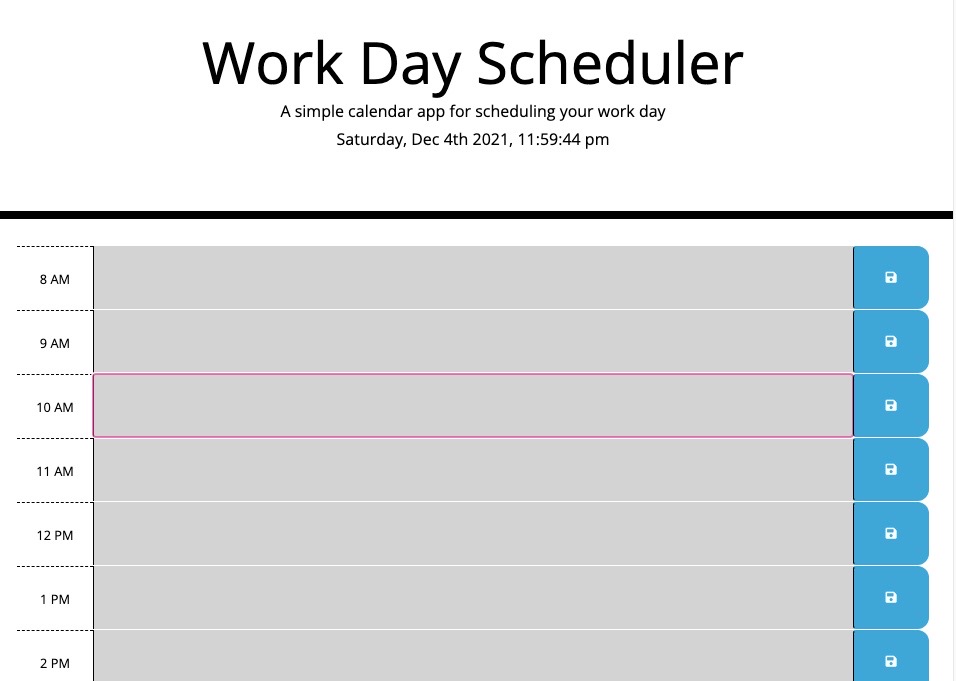 Work Day Scheduler
A simple calendar app for scheduling your work day
Saturday, Dec 4th 2021, 11:59:44 pm
8 AM
9 AM
10 AM
11 AM
12 PM
1 PM
2 PM